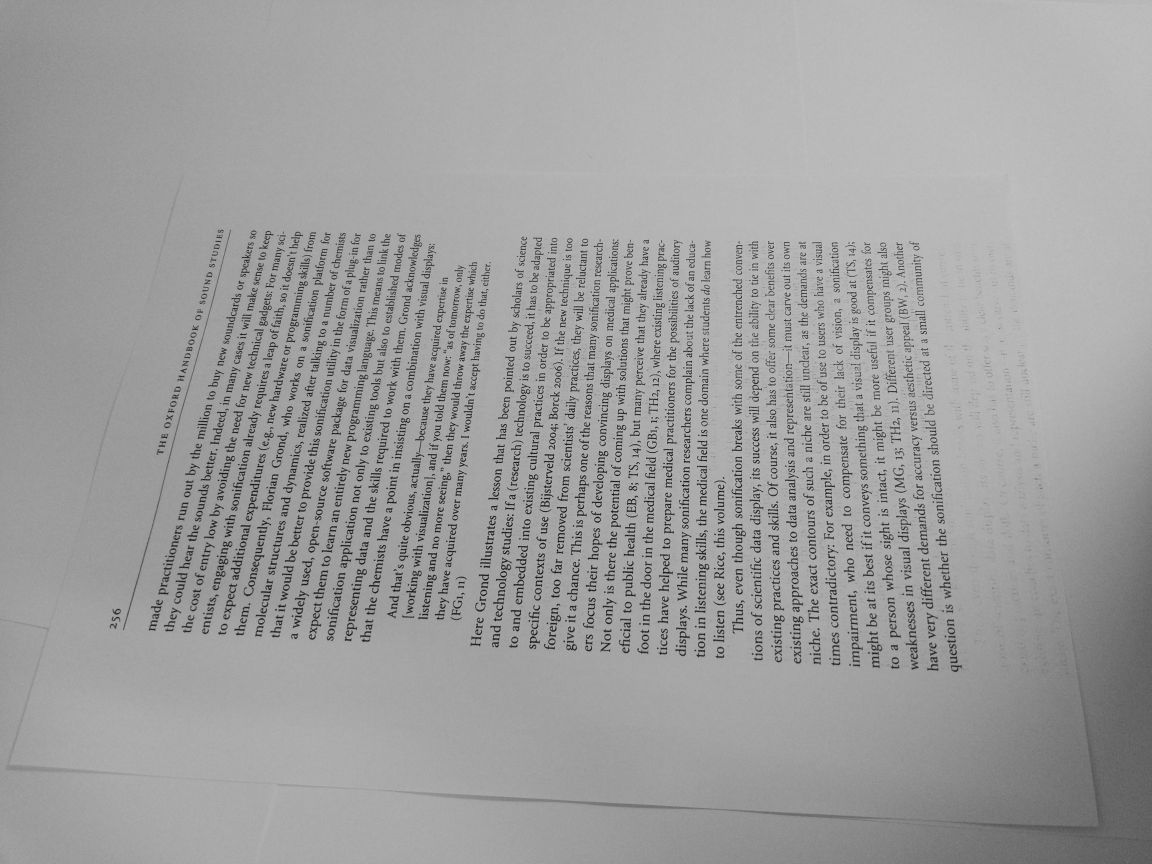 256 THE OXFORD HANDBOOK OF SOUND STUDIES
made practitioners run out by the million to buy new soundcards or speakers so
they could hear the sounds better. Indeed, in many cases it will make sense to keep
the cost of entry low by avoiding the need for new technical gadgets: For many sci-
entists, engaging with sonification already requires a leap of faith, so it doesn't help
to expect additional expenditures (e.g., new hardware or programming skills) from
them. Consequently, Florian Grond, who works on a sonification platform for
molecular structures and dynamics, realized after talking to a number of chemists
that it would be better to provide this sonification utility in the form of a plug-in for
a widely used, open-source software package for data visualization rather than to
expect them to learn an entirely new programming language. This means to link the
sonification application not only to existing tools but also to established modes of
representing data and the skills required to work with them. Grond acknowledges
that the chemists have a point in insisting on a combination with visual displays:
And that's quite obvious, actually—because they have acquired expertise in
[working with visualization], and if you told them now: "as of tomorrow, only
listening and no more seeing," then they would throw away the expertise which
they have acquired over many years. I wouldn't accept having to do that, either.
(FG1, 11)
Here Grond illustrates a lesson that has been pointed out by scholars of science
and technology studies: If a (research) technology is to succeed, it has to be adapted
to and embedded into existing cultural practices in order to be appropriated into
specific contexts of use (Bijsterveld 2004; Borck 2006). If the new technique is too
foreign, too far removed from scientists' daily practices, they will be reluctant to
give it a chance. This is perhaps one of the reasons that many sonification research-
ers focus their hopes of developing convincing displays on medical applications:
Not only is there the potential of coming up with solutions that might prove ben-
eficial to public health (EB, 8; TS, 14), but many perceive that they already have a
foot in the door in the medical field (GB1, 1; TH2, 12), where existing listening prac-
tices have helped to prepare medical practitioners for the possibilities of auditory
displays. While many sonification researchers complain about the lack of an educa-
tion in listening skills, the medical field is one domain where students do learn how
to listen (see Rice, this volume).
Thus, even though sonification breaks with some of the entrenched conven-
tions of scientific data display, its success will depend on the ability to tie in with
existing practices and skills. Of course, it also has to offer some clear benefits over
existing approaches to data analysis and representation—it must carve out its own
niche. The exact contours of such a niche are still unclear, as the demands are at
times contradictory: For example, in order to be of use to users who have a visual
impairment, who need to compensate for their lack of vision, a sonification
might be at its best if it conveys something that a visual display is good at (TS, 14);
to a person whose sight is intact, it might be more useful if it compensates for
weaknesses in visual displays (MG, 13; TH2, 11). Different user groups might also
have very different demands for accuracy versus aesthetic appeal (BW, 2). Another
question is whether the sonification should be directed at a small community of